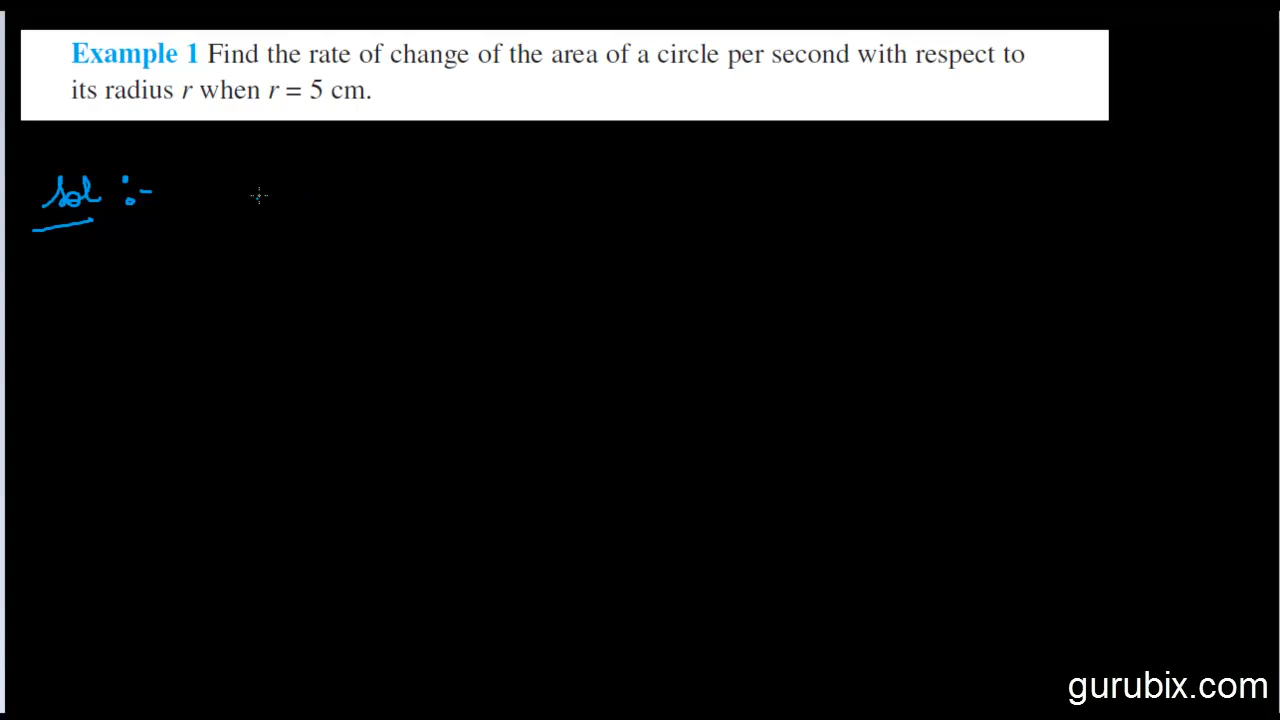 Example 1 Find the rate of change of the area of a circle per second with respect to
its radius r when r = 5 cm.
Sol :-
gurubix.com